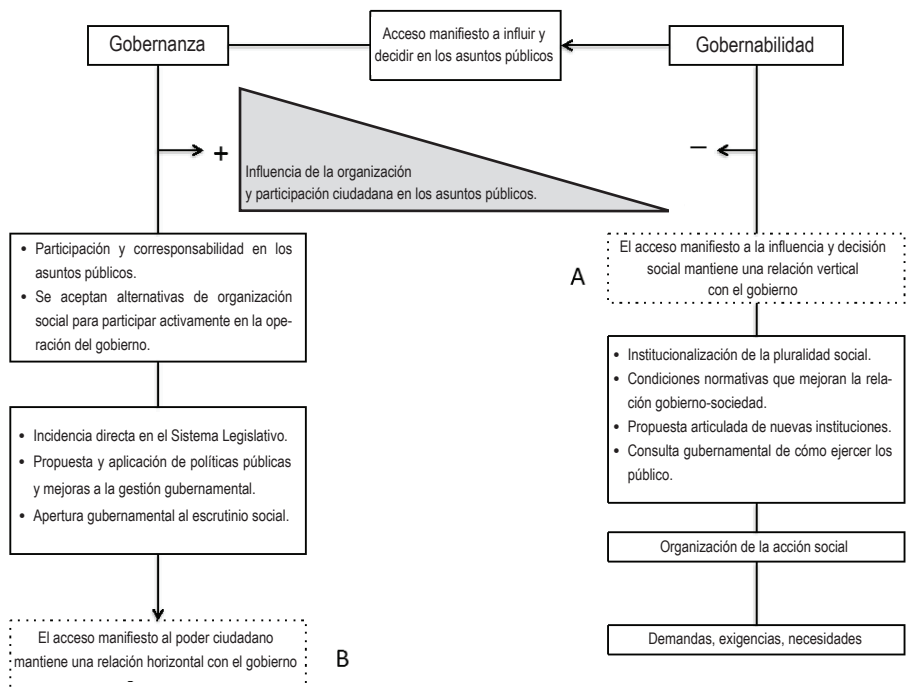 Gobernanza
Acceso manifiesto a influir y
decidir en los asuntos públicos
Gobernabilidad
+
−
Influencia de la organización
y participación ciudadana en los asuntos públicos.
• Participación y corresponsabilidad en los
asuntos públicos.
• Se aceptan alternativas de organización
social para participar activamente en la ope-
ración del gobierno.
• Incidencia directa en el Sistema Legislativo.
• Propuesta y aplicación de políticas públicas
y mejoras a la gestión gubernamental.
• Apertura gubernamental al escrutinio social.
El acceso manifiesto al poder ciudadano
mantiene una relación horizontal con el gobierno
B
A
El acceso manifiesto a la influencia y decisión
social mantiene una relación vertical
con el gobierno
• Institucionalización de la pluralidad social.
• Condiciones normativas que mejoran la rela-
ción gobierno-sociedad.
• Propuesta articulada de nuevas instituciones.
• Consulta gubernamental de cómo ejercer los
público.
Organización de la acción social
Demandas, exigencias, necesidades